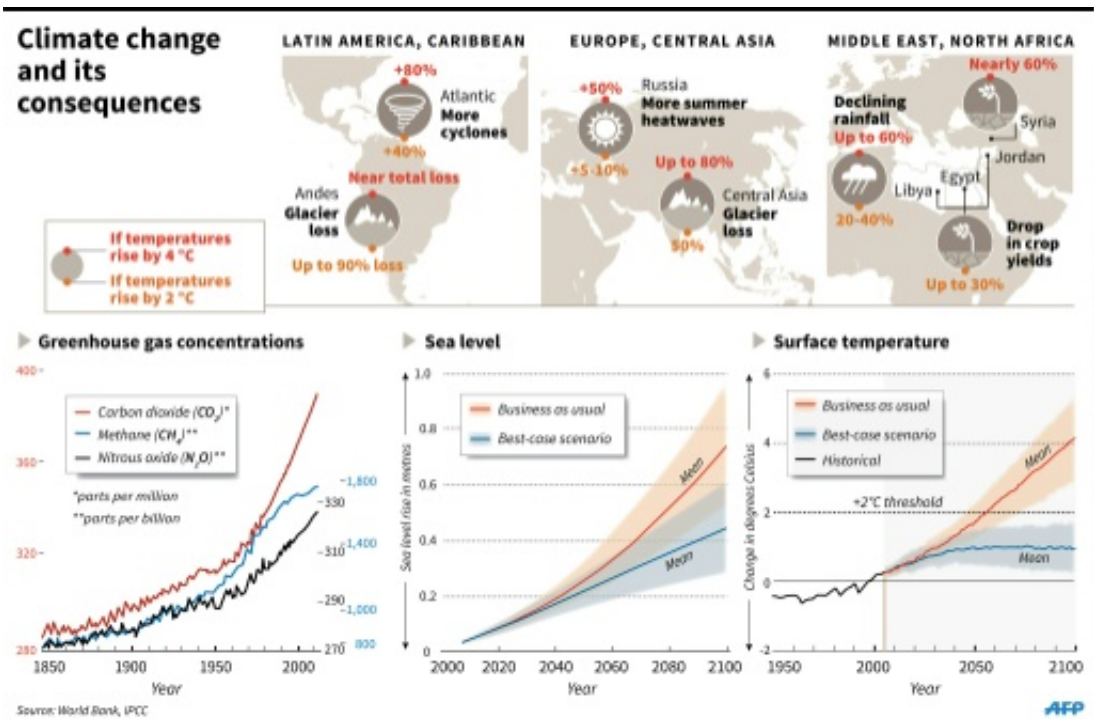 Climate change
and its
consequences
LATIN AMERICA, CARIBBEAN
+80%
Atlantic
More
cyclones
+40%
Near total loss
Andes
Glacier
loss
Up to 90% loss
EUROPE, CENTRAL ASIA
+50%
Russia
More summer
heatwaves
+5-10%
Up to 80%
Central Asia
Glacier
loss
50%
MIDDLE EAST, NORTH AFRICA
Nearly 60%
Declining
rainfall
Up to 60%
Syria
Jordan
Egypt
Libya
20-40%
Drop
in crop
yields
Up to 30%
If temperatures
rise by 4 °C
If temperatures
rise by 2 °C
Greenhouse gas concentrations
400
360
320
280
Carbon dioxide (CO2)*
Methane (CH4)**
Nitrous oxide (N2O)**
*parts per million
**parts per billion
1,800
330
310
1,400
290
1,000
270
800
1850
1900
1950
2000
Year
Sea level
Sea level rise in metres
1.0
0.8
0.6
0.4
0.2
0
Business as usual
Best-case scenario
Mean
Mean
2000
2020
2040
2060
2080
2100
Year
Surface temperature
Change in degrees Celsius
6
4
2
0
-2
Business as usual
Best-case scenario
Historical
+2°C threshold
Mean
Mean
1950
2000
2050
2100
Year
Source: World Bank, IPCC
AFP